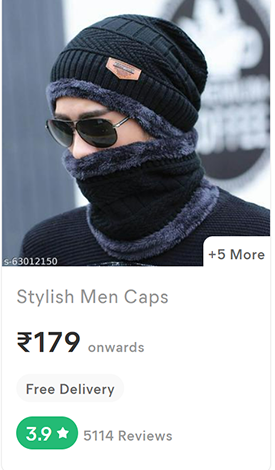 s-63012150
+5 More
Stylish Men Caps
₹179 onwards
Free Delivery
3.9 ★ 5114 Reviews